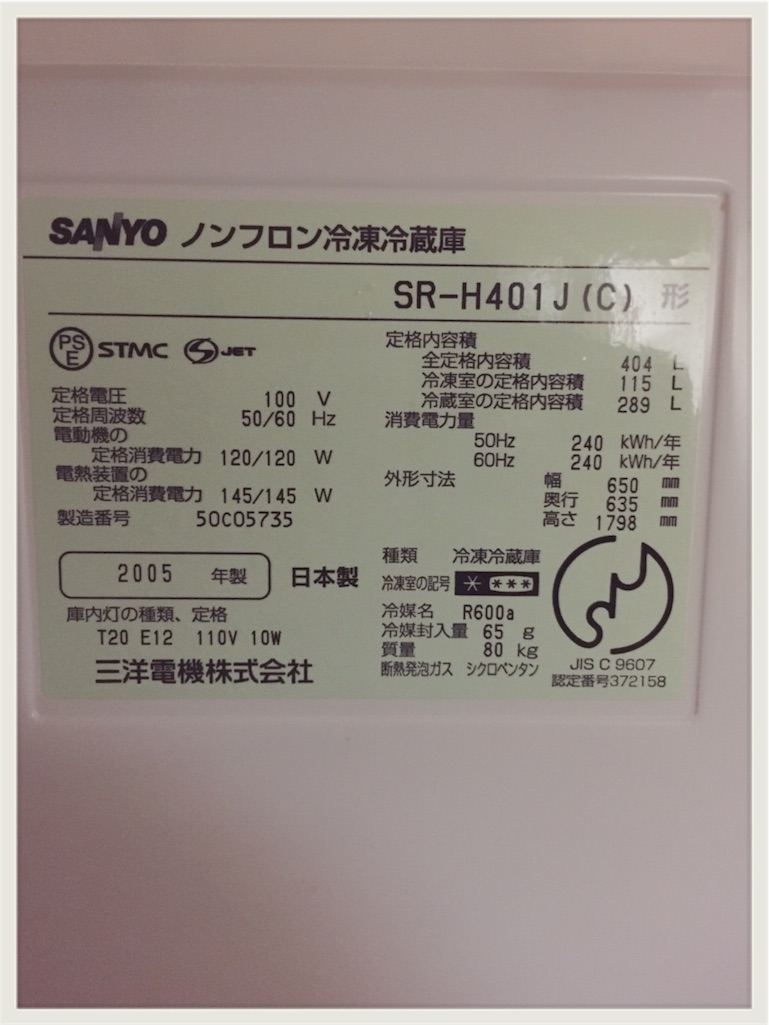 SANYO ノンフロン冷凍冷蔵庫
SR-H401J(C) 形
PSE STMC S JET
定格電圧 100 V
定格周波数 50/60 Hz
電動機の
定格消費電力 120/120 W
電熱装置の
定格消費電力 145/145 W
製造番号 50C05735
2005 年製 日本製
庫内灯の種類、定格
T20 E12 110V 10W
三洋電機株式会社
定格内容積
全定格内容積 404 L
冷凍室の定格内容積 115 L
冷蔵室の定格内容積 289 L
消費電力量
50Hz 240 kWh/年
60Hz 240 kWh/年
外形寸法 幅 650 mm
奥行 635 mm
高さ 1798 mm
種類 冷凍冷蔵庫
冷凍室の記号 * ***
冷媒名 R600a
冷媒封入量 65 g
質量 80 kg
断熱発泡ガス シクロペンタン
JIS C 9607
認定番号372158